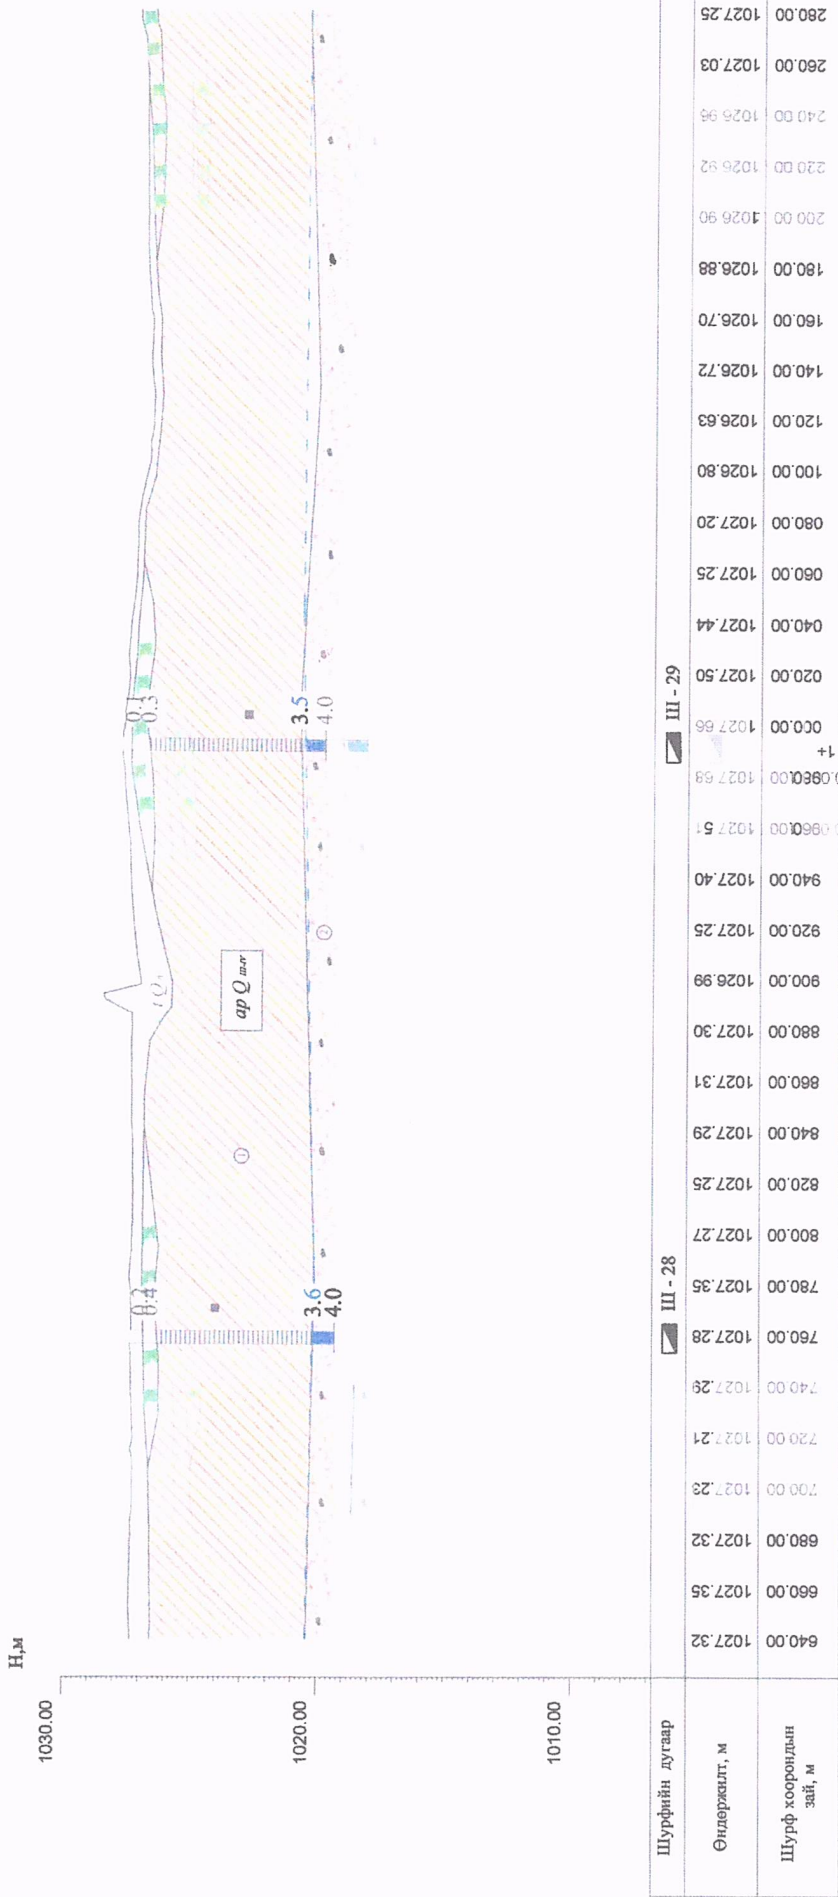 Н,м
1030.00
1020.00
1010.00
0.2
0.4
3.6
4.0
①
ap Q III-IV
t Q
②
0.1
0.3
3.5
4.0
Шурфийн дугаар
Ш - 28
Ш - 29
Өндөржилт, м
1027.32 1027.35 1027.32 1027.23 1027.21 1027.29 1027.28 1027.35 1027.27 1027.25 1027.29 1027.31 1027.30 1026.99 1027.25 1027.40 1027.51 1027.68 1027.66 1027.50 1027.44 1027.25 1027.20 1026.80 1026.63 1026.72 1026.70 1026.88 1026.90 1026.92 1026.96 1027.03 1027.25
Шурф хоорондын
зай, м
640.00 660.00 680.00 700.00 720.00 740.00 760.00 780.00 800.00 820.00 840.00 860.00 880.00 900.00 920.00 940.00 1+ 000.00 020.00 040.00 060.00 080.00 100.00 120.00 140.00 160.00 180.00 200.00 220.00 240.00 260.00 280.00